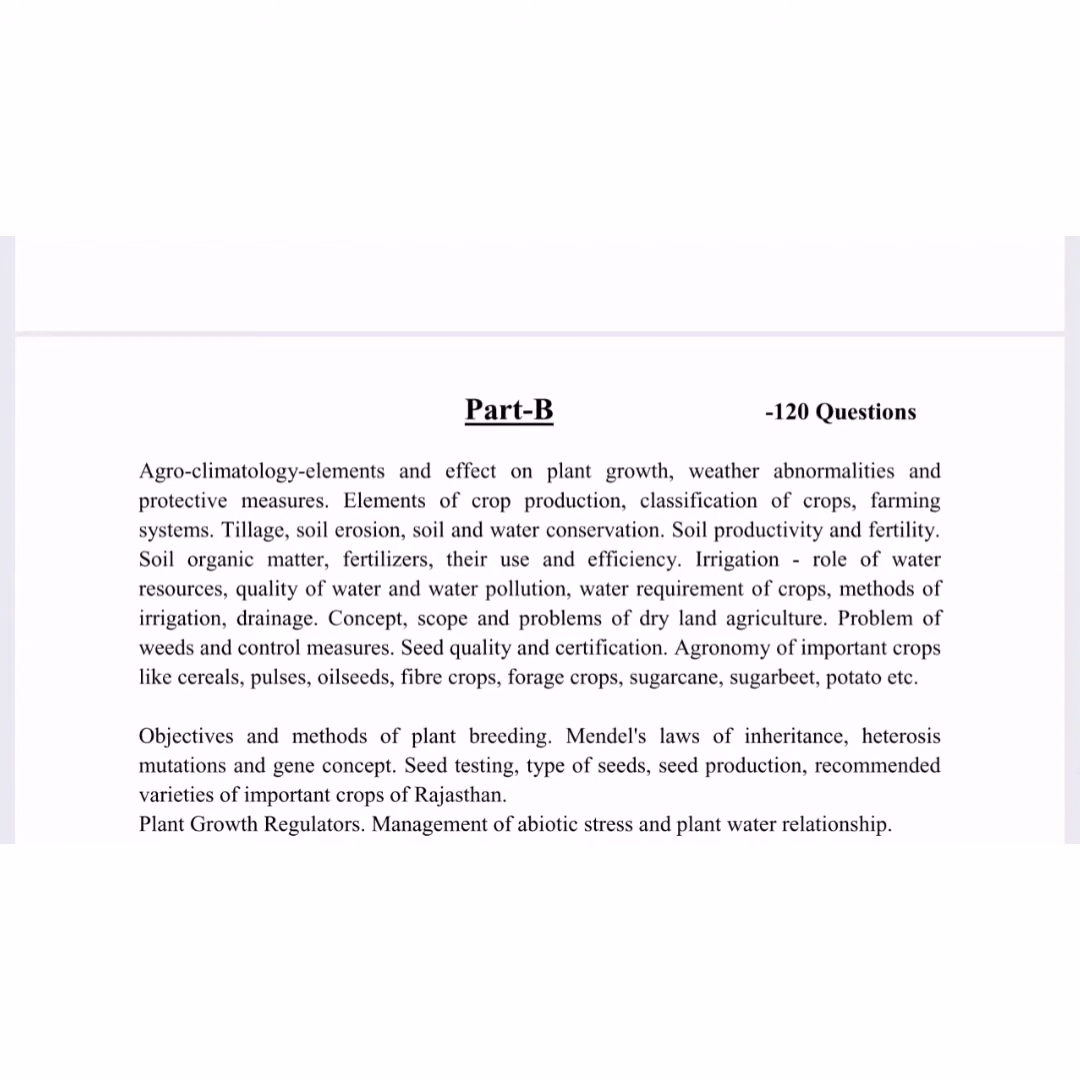 Part-B -120 Questions
Agro-climatology-elements and effect on plant growth, weather abnormalities and
protective measures. Elements of crop production, classification of crops, farming
systems. Tillage, soil erosion, soil and water conservation. Soil productivity and fertility.
Soil organic matter, fertilizers, their use and efficiency. Irrigation - role of water
resources, quality of water and water pollution, water requirement of crops, methods of
irrigation, drainage. Concept, scope and problems of dry land agriculture. Problem of
weeds and control measures. Seed quality and certification. Agronomy of important crops
like cereals, pulses, oilseeds, fibre crops, forage crops, sugarcane, sugarbeet, potato etc.
Objectives and methods of plant breeding. Mendel's laws of inheritance, heterosis
mutations and gene concept. Seed testing, type of seeds, seed production, recommended
varieties of important crops of Rajasthan.
Plant Growth Regulators. Management of abiotic stress and plant water relationship.